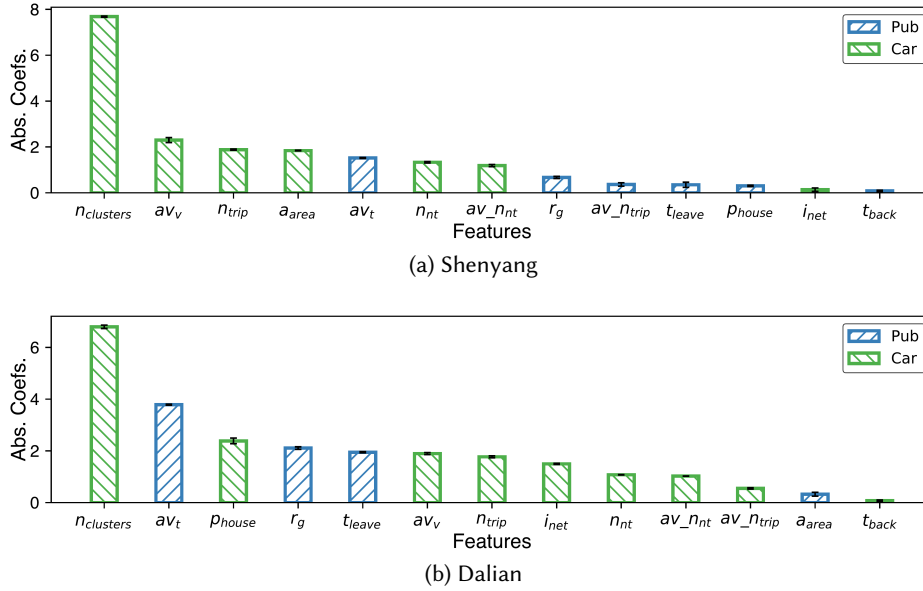 8
6
4
2
0
Abs. Coefs.
Pub
Car
n_clusters av_v n_trip a_area av_t n_nt av_n_nt r_g av_n_trip t_leave p_house i_net t_back
Features
(a) Shenyang
6
4
2
0
Abs. Coefs.
Pub
Car
n_clusters av_t p_house r_g t_leave av_v n_trip i_net n_nt av_n_nt av_n_trip a_area t_back
Features
(b) Dalian